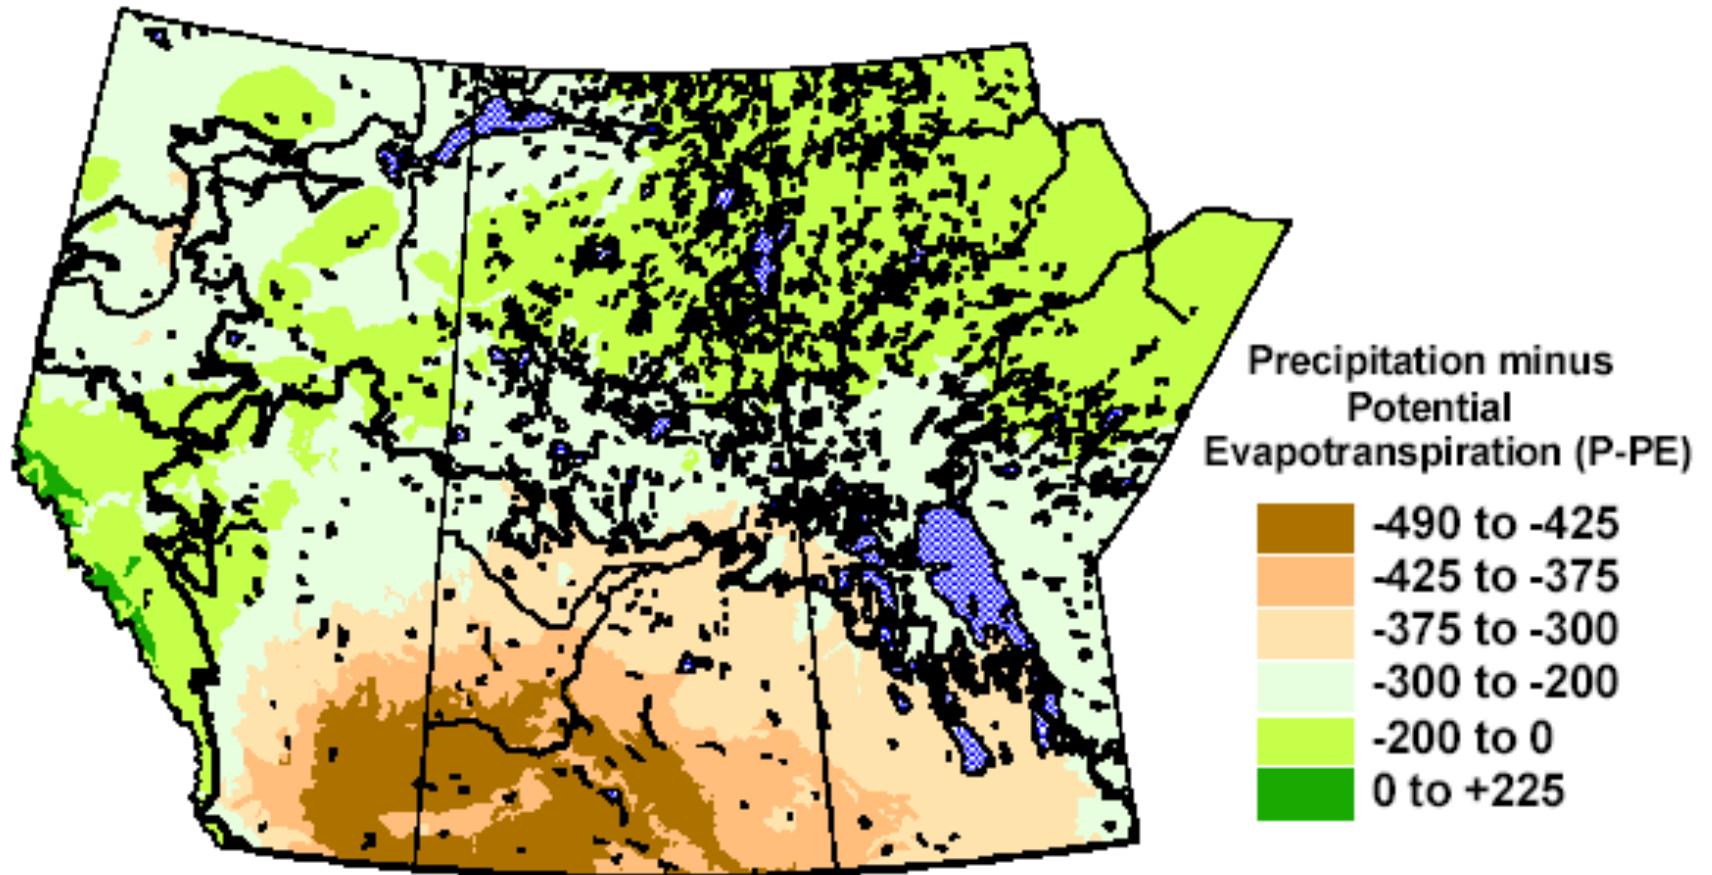 Precipitation minus
Potential
Evapotranspiration (P-PE)
-490 to -425
-425 to -375
-375 to -300
-300 to -200
-200 to 0
0 to +225